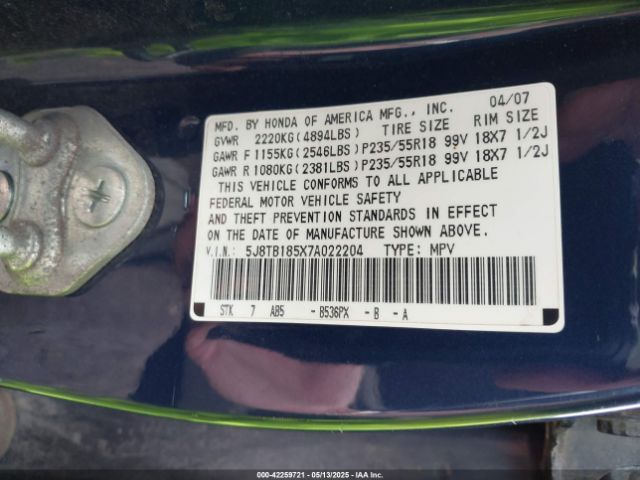 MFD. BY HONDA OF AMERICA MFG., INC. 04/07
GVWR 2220KG(4894LBS) TIRE SIZE RIM SIZE
GAWR F 1155KG(2546LBS)P235/55R18 99V 18X7 1/2J
GAWR R 1080KG(2381LBS)P235/55R18 99V 18X7 1/2J
THIS VEHICLE CONFORMS TO ALL APPLICABLE
FEDERAL MOTOR VEHICLE SAFETY
AND THEFT PREVENTION STANDARDS IN EFFECT
ON THE DATE OF MANUFACTURE SHOWN ABOVE.
V.I.N.: 5J8TB185X7A022204 TYPE: MPV
STK 7 AB5 - B536PX - B - A
000-42259721 05/13/2025 IAAI.com